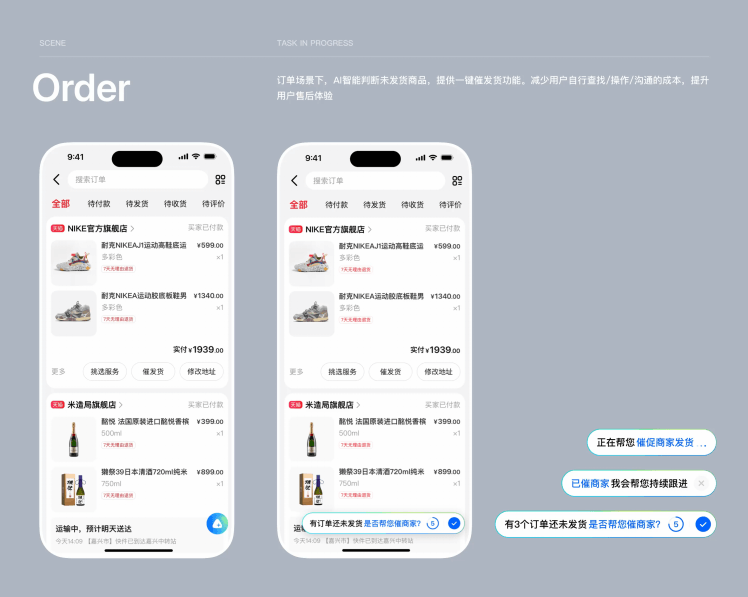 SCENE
TASK IN PROGRESS
Order
订单场景下，AI智能判断未发货商品，提供一键催发货功能。减少用户自行查找/操作/沟通的成本，提升
用户售后体验
9:41
搜索订单
全部 待付款 待发货 待收货 待评价
天猫 NIKE官方旗舰店 买家已付款
耐克NIKEAJ1运动高鞋底运 ¥599.00
多彩色 ×1
7天无理由退货
耐克NIKEA运动胶底板鞋男 ¥1340.00
多彩色 ×1
7天无理由退货
实付 ¥1939.00
更多 挑选服务 催发货 修改地址
天猫 米造局旗舰店 买家已付款
酩悦 法国原装进口酩悦香槟 ¥399.00
500ml ×1
7天无理由退货
獭祭39日本清酒720ml纯米 ¥899.00
750ml ×1
7天无理由退货
运输中，预计明天送达
今天14:09 【嘉兴市】快件已到达嘉兴中转站
9:41
搜索订单
全部 待付款 待发货 待收货 待评价
天猫 NIKE官方旗舰店 买家已付款
耐克NIKEAJ1运动高鞋底运 ¥599.00
多彩色 ×1
7天无理由退货
耐克NIKEA运动胶底板鞋男 ¥1340.00
多彩色 ×1
7天无理由退货
实付 ¥1939.00
更多 挑选服务 催发货 修改地址
天猫 米造局旗舰店 买家已付款
酩悦 法国原装进口酩悦香槟 ¥399.00
500ml ×1
7天无理由退货
獭祭39日本清酒720ml纯米 ¥899.00
750ml ×1
7天无理由退货
有订单还未发货 是否帮您催商家? 5
今天14:09 【嘉兴市】快件已到达嘉兴中转站
正在帮您 催促商家发货 ...
已催商家 我会帮您持续跟进
有3个订单还未发货 是否帮您催商家? 5